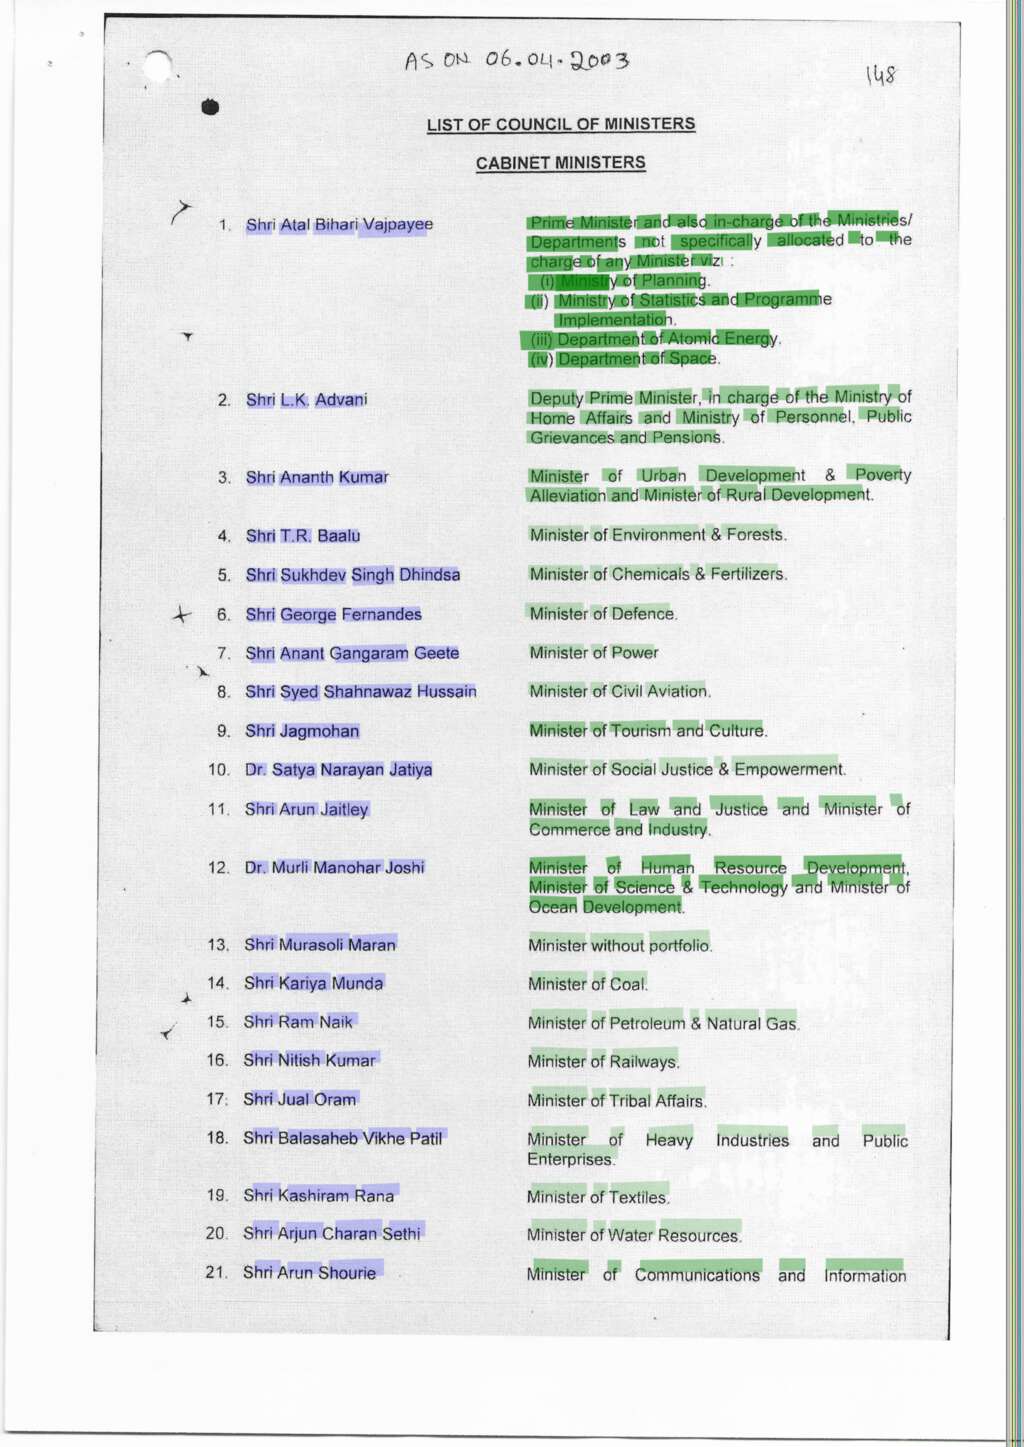 AS ON 06.04.2003
148
LIST OF COUNCIL OF MINISTERS
CABINET MINISTERS
1. Shri Atal Bihari Vajpayee Prime Minister and also in-charge of the Ministries/
Departments not specifically allocated to the
charge of any Minister viz :
(i) Ministry of Planning.
(ii) Ministry of Statistics and Programme
Implementation.
(iii) Department of Atomic Energy.
(iv) Department of Space.
2. Shri L.K. Advani Deputy Prime Minister, in charge of the Ministry of
Home Affairs and Ministry of Personnel, Public
Grievances and Pensions.
3. Shri Ananth Kumar Minister of Urban Development & Poverty
Alleviation and Minister of Rural Development.
4. Shri T.R. Baalu Minister of Environment & Forests.
5. Shri Sukhdev Singh Dhindsa Minister of Chemicals & Fertilizers.
6. Shri George Fernandes Minister of Defence.
7. Shri Anant Gangaram Geete Minister of Power
8. Shri Syed Shahnawaz Hussain Minister of Civil Aviation.
9. Shri Jagmohan Minister of Tourism and Culture.
10. Dr. Satya Narayan Jatiya Minister of Social Justice & Empowerment.
11. Shri Arun Jaitley Minister of Law and Justice and Minister of
Commerce and Industry.
12. Dr. Murli Manohar Joshi Minister of Human Resource Development,
Minister of Science & Technology and Minister of
Ocean Development.
13. Shri Murasoli Maran Minister without portfolio.
14. Shri Kariya Munda Minister of Coal.
15. Shri Ram Naik Minister of Petroleum & Natural Gas.
16. Shri Nitish Kumar Minister of Railways.
17. Shri Jual Oram Minister of Tribal Affairs.
18. Shri Balasaheb Vikhe Patil Minister of Heavy Industries and Public
Enterprises.
19. Shri Kashiram Rana Minister of Textiles.
20. Shri Arjun Charan Sethi Minister of Water Resources.
21. Shri Arun Shourie Minister of Communications and Information